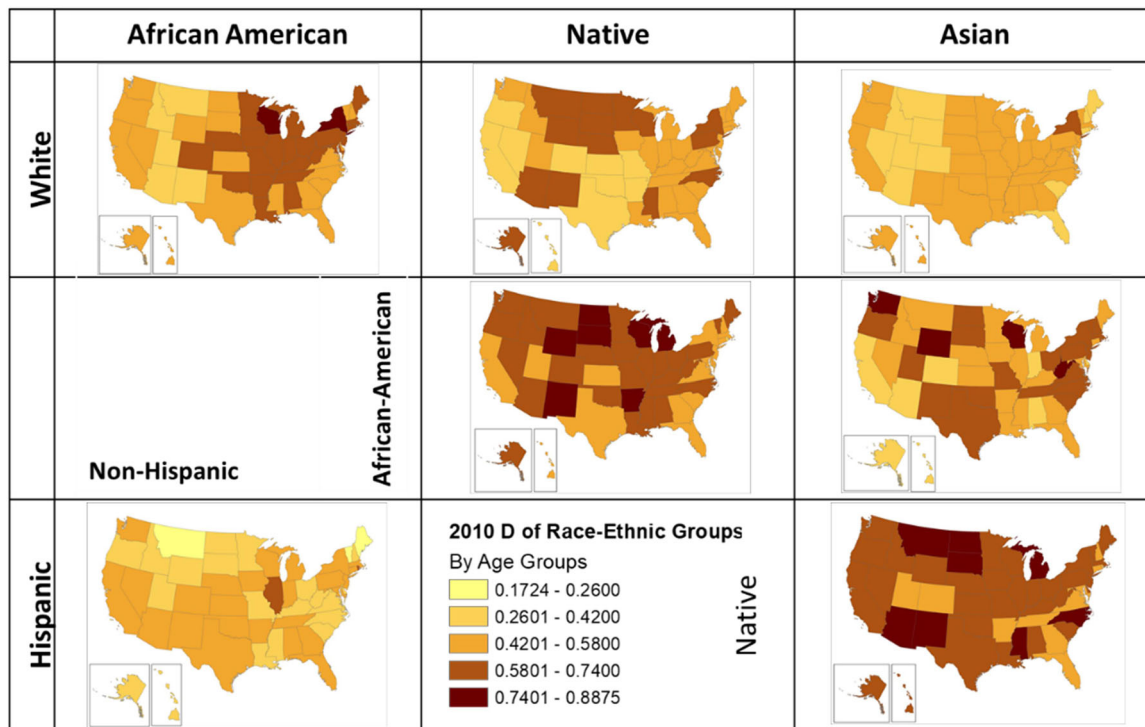 African American
Native
Asian
White
African-American
Non-Hispanic
Hispanic
2010 D of Race-Ethnic Groups
By Age Groups
0.1724 - 0.2600
0.2601 - 0.4200
0.4201 - 0.5800
0.5801 - 0.7400
0.7401 - 0.8875
Native